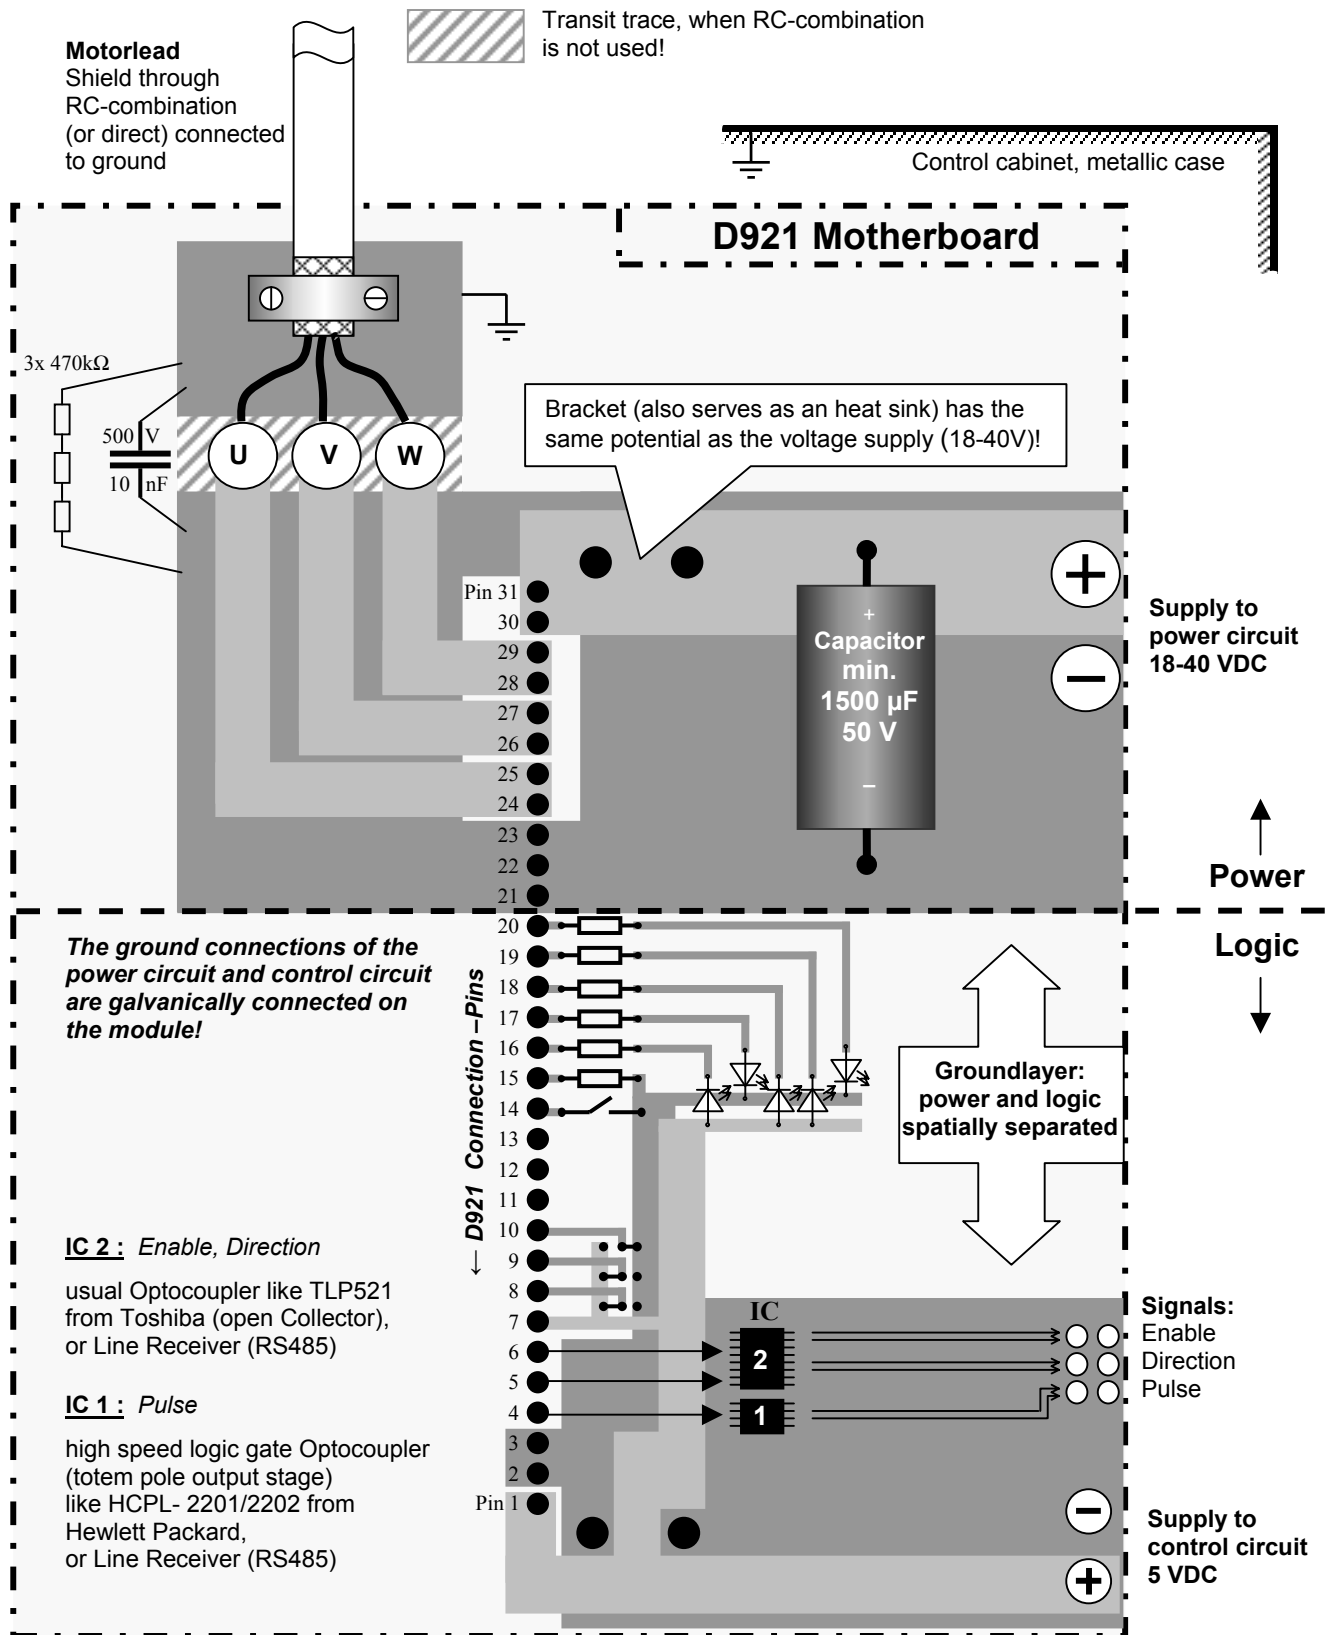 Transit trace, when RC-combination
is not used!
Motorlead
Shield through
RC-combination
(or direct) connected
to ground
Control cabinet, metallic case
D921 Motherboard
3x 470kΩ
500 V
10 nF
U V W
Bracket (also serves as an heat sink) has the
same potential as the voltage supply (18-40V)!
+
−
Supply to
power circuit
18-40 VDC
+
Capacitor
min.
1500 µF
50 V
−
Pin 31
30
29
28
27
26
25
24
23
22
21
20
19
18
17
16
15
14
13
12
11
10
9
8
7
6
5
4
3
2
Pin 1
Power
Logic
The ground connections of the
power circuit and control circuit
are galvanically connected on
the module!
← D921 Connection –Pins
Groundlayer:
power and logic
spatially separated
IC 2 : Enable, Direction
usual Optocoupler like TLP521
from Toshiba (open Collector),
or Line Receiver (RS485)
IC 1 : Pulse
high speed logic gate Optocoupler
(totem pole output stage)
like HCPL- 2201/2202 from
Hewlett Packard,
or Line Receiver (RS485)
IC
2
1
Signals:
Enable
Direction
Pulse
−
+
Supply to
control circuit
5 VDC